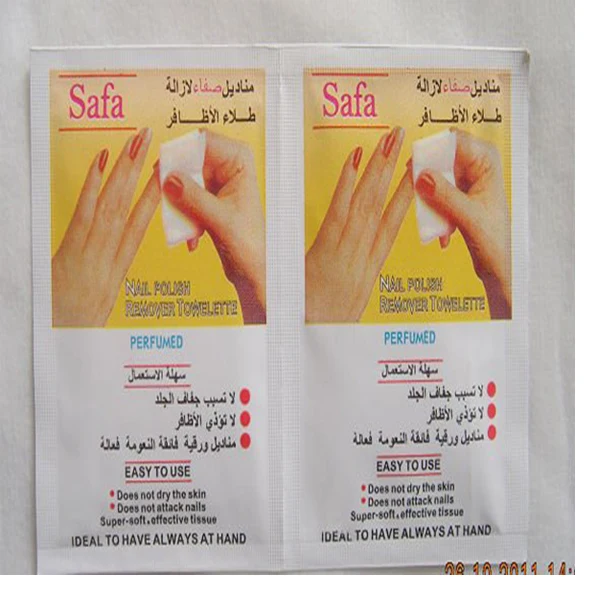 Safa
مناديل صفاء لازالة
طلاء الأظافر
NAIL POLISH
REMOVER TOWELETTE
PERFUMED
سهلة الاستعمال
لا تسبب جفاف الجلد
لا تؤذي الأظافر
مناديل ورقية فائقة النعومة فعالة
EASY TO USE
Does not dry the skin
Does not attack nails
Super-soft, effective tissue
IDEAL TO HAVE ALWAYS AT HAND
Safa
مناديل صفاء لازالة
طلاء الأظافر
NAIL POLISH
REMOVER TOWELETTE
PERFUMED
سهلة الاستعمال
لا تسبب جفاف الجلد
لا تؤذي الأظافر
مناديل ورقية فائقة النعومة فعالة
EASY TO USE
Does not dry the skin
Does not attack nails
Super-soft, effective tissue
IDEAL TO HAVE ALWAYS AT HAND
26.10.2011